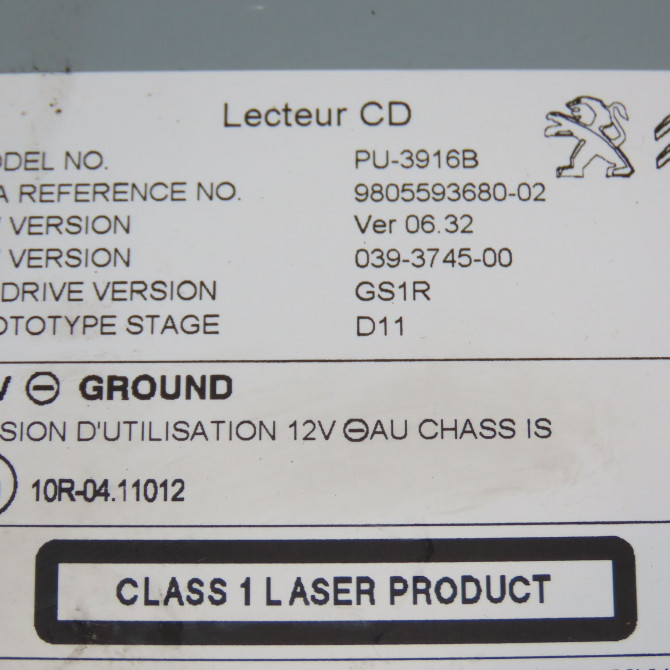 Lecteur CD
ODEL NO. PU-3916B
A REFERENCE NO. 9805593680-02
VERSION Ver 06.32
VERSION 039-3745-00
DRIVE VERSION GS1R
OTOTYPE STAGE D11
V ⊖ GROUND
SION D'UTILISATION 12V ⊖AU CHASS IS
10R-04.11012
CLASS 1 LASER PRODUCT